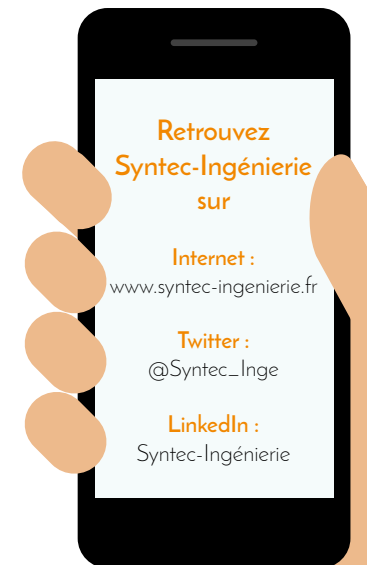 Retrouvez
Syntec-Ingénierie
sur
Internet :
www.syntec-ingenierie.fr
Twitter :
@Syntec_Inge
LinkedIn :
Syntec-Ingénierie